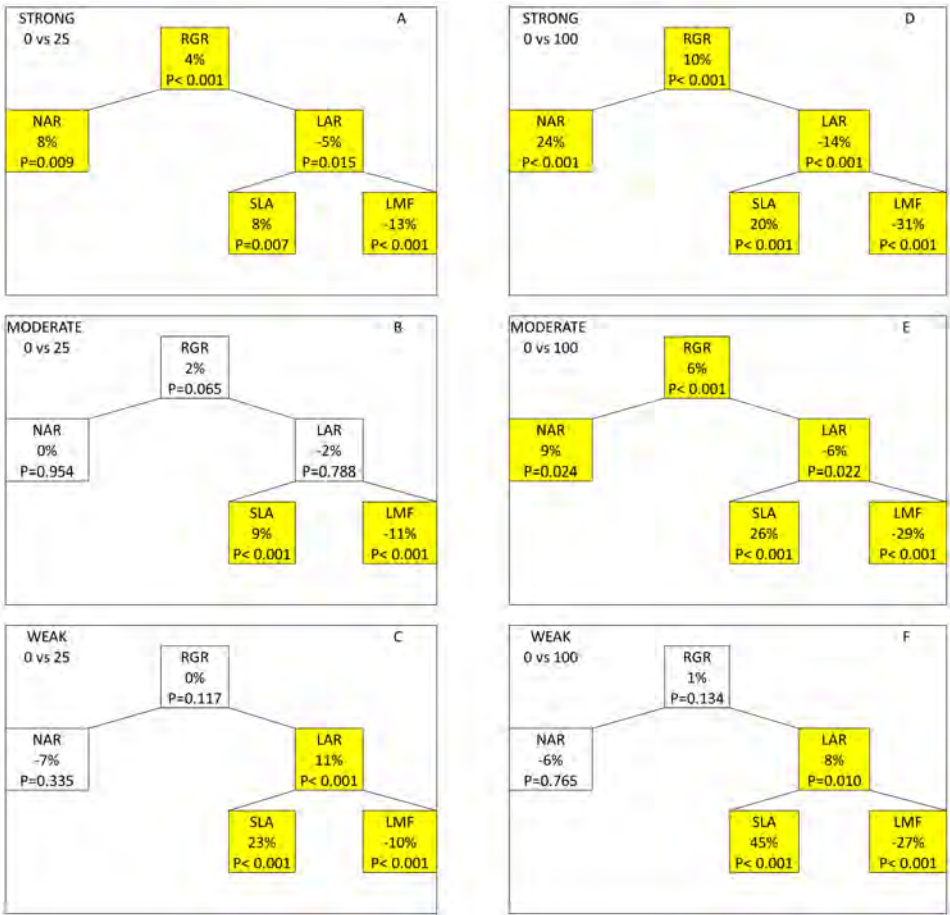 STRONG
0 vs 25
A
RGR
4%
P< 0.001
NAR
8%
P=0.009
LAR
-5%
P=0.015
SLA
8%
P=0.007
LMF
-13%
P< 0.001
STRONG
0 vs 100
D
RGR
10%
P< 0.001
NAR
24%
P< 0.001
LAR
-14%
P< 0.001
SLA
20%
P< 0.001
LMF
-31%
P< 0.001
MODERATE
0 vs 25
B
RGR
2%
P=0.065
NAR
0%
P=0.954
LAR
-2%
P=0.788
SLA
9%
P< 0.001
LMF
-11%
P< 0.001
MODERATE
0 vs 100
E
RGR
6%
P< 0.001
NAR
9%
P=0.024
LAR
-6%
P=0.022
SLA
26%
P< 0.001
LMF
-29%
P< 0.001
WEAK
0 vs 25
C
RGR
0%
P=0.117
NAR
-7%
P=0.335
LAR
11%
P< 0.001
SLA
23%
P< 0.001
LMF
-10%
P< 0.001
WEAK
0 vs 100
F
RGR
1%
P=0.134
NAR
-6%
P=0.765
LAR
8%
P=0.010
SLA
45%
P< 0.001
LMF
-27%
P< 0.001